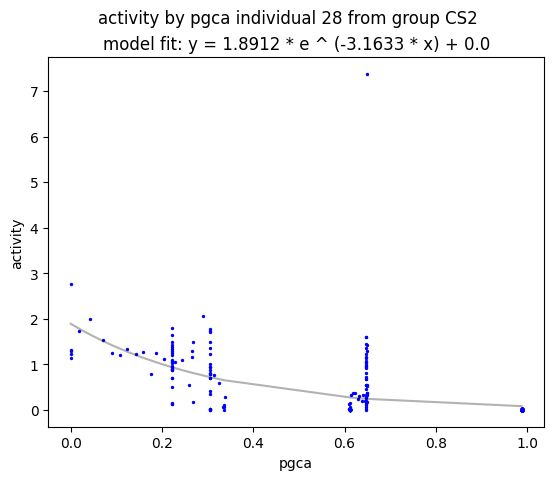 activity by pgca individual 28 from group CS2
model fit: y = 1.8912 * e ^ (-3.1633 * x) + 0.0
7
6
5
4
3
2
1
0
activity
0.0 0.2 0.4 0.6 0.8 1.0
pgca